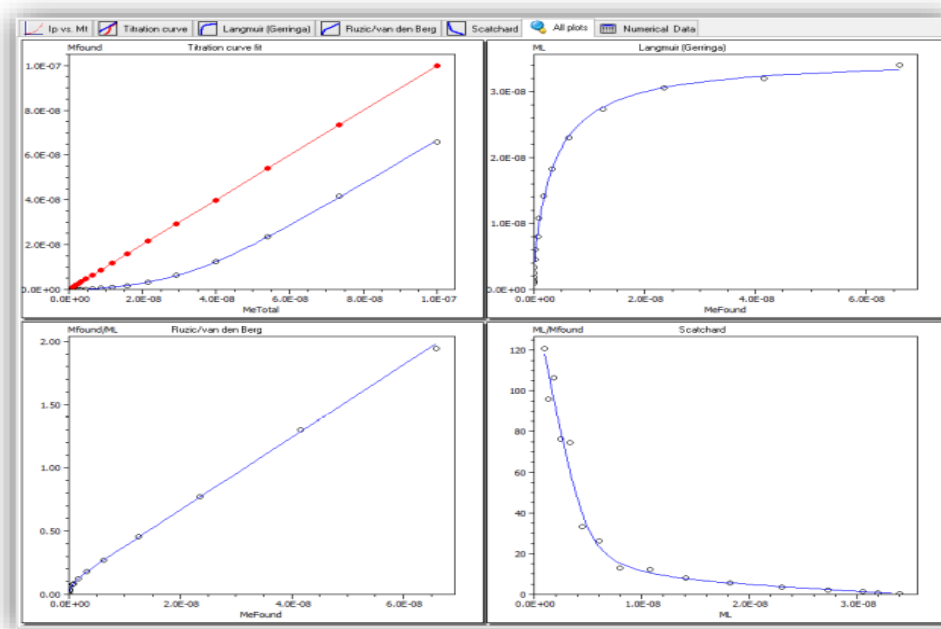 Ip vs. Mt Titration curve Langmuir (Gerringa) Ruzic/van den Berg Scatchard All plots Numerical Data
Mfound Titration curve fit
1.0E-07
8.0E-08
6.0E-08
4.0E-08
2.0E-08
0.0E+00
0.0E+00 2.0E-08 4.0E-08 6.0E-08 8.0E-08 1.0E-07
MeTotal
ML Langmuir (Gerringa)
3.0E-08
2.0E-08
1.0E-08
0.0E+00
0.0E+00 2.0E-08 4.0E-08 6.0E-08
MeFound
Mfound/ML Ruzic/van den Berg
2.00
1.50
1.00
0.50
0.00
0.0E+00 2.0E-08 4.0E-08 6.0E-08
MeFound
ML/Mfound Scatchard
120
100
80
60
40
20
0
0.0E+00 1.0E-08 2.0E-08 3.0E-08
ML